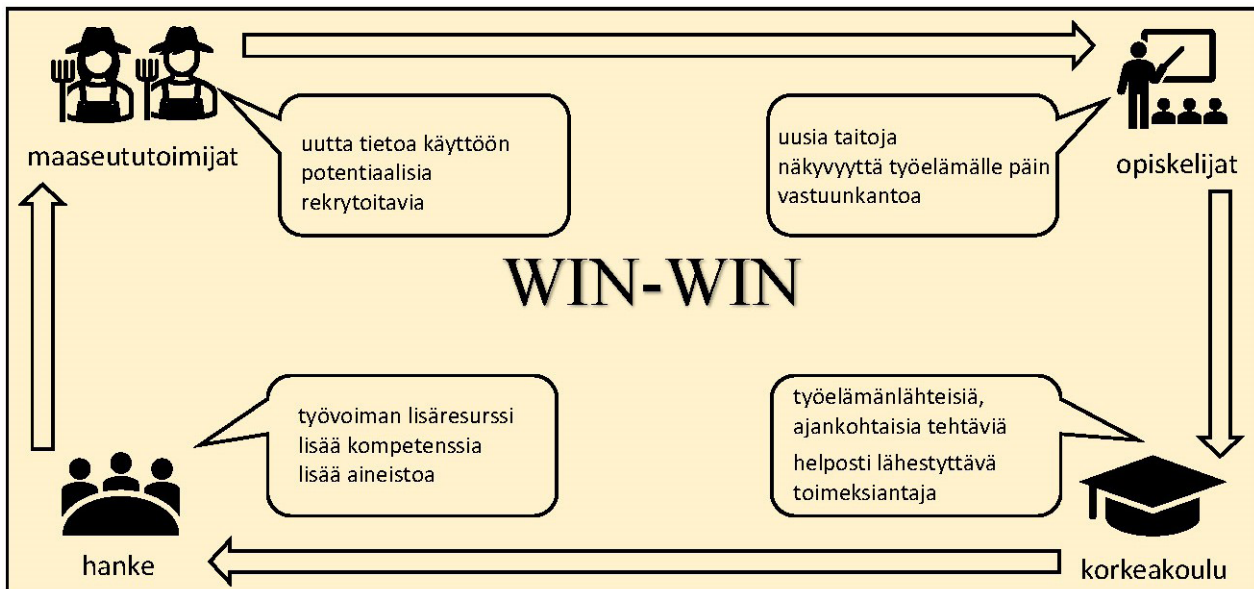 maaseututoimijat
uutta tietoa käyttöön
potentiaalisia
rekrytoitavia
uusia taitoja
näkyvyyttä työelämälle päin
vastuunkantoa
opiskelijat
WIN-WIN
työvoiman lisäresurssi
lisää kompetenssia
lisää aineistoa
hanke
työelämänlähteisiä,
ajankohtaisia tehtäviä
helposti lähestyttävä
toimeksiantaja
korkeakoulu